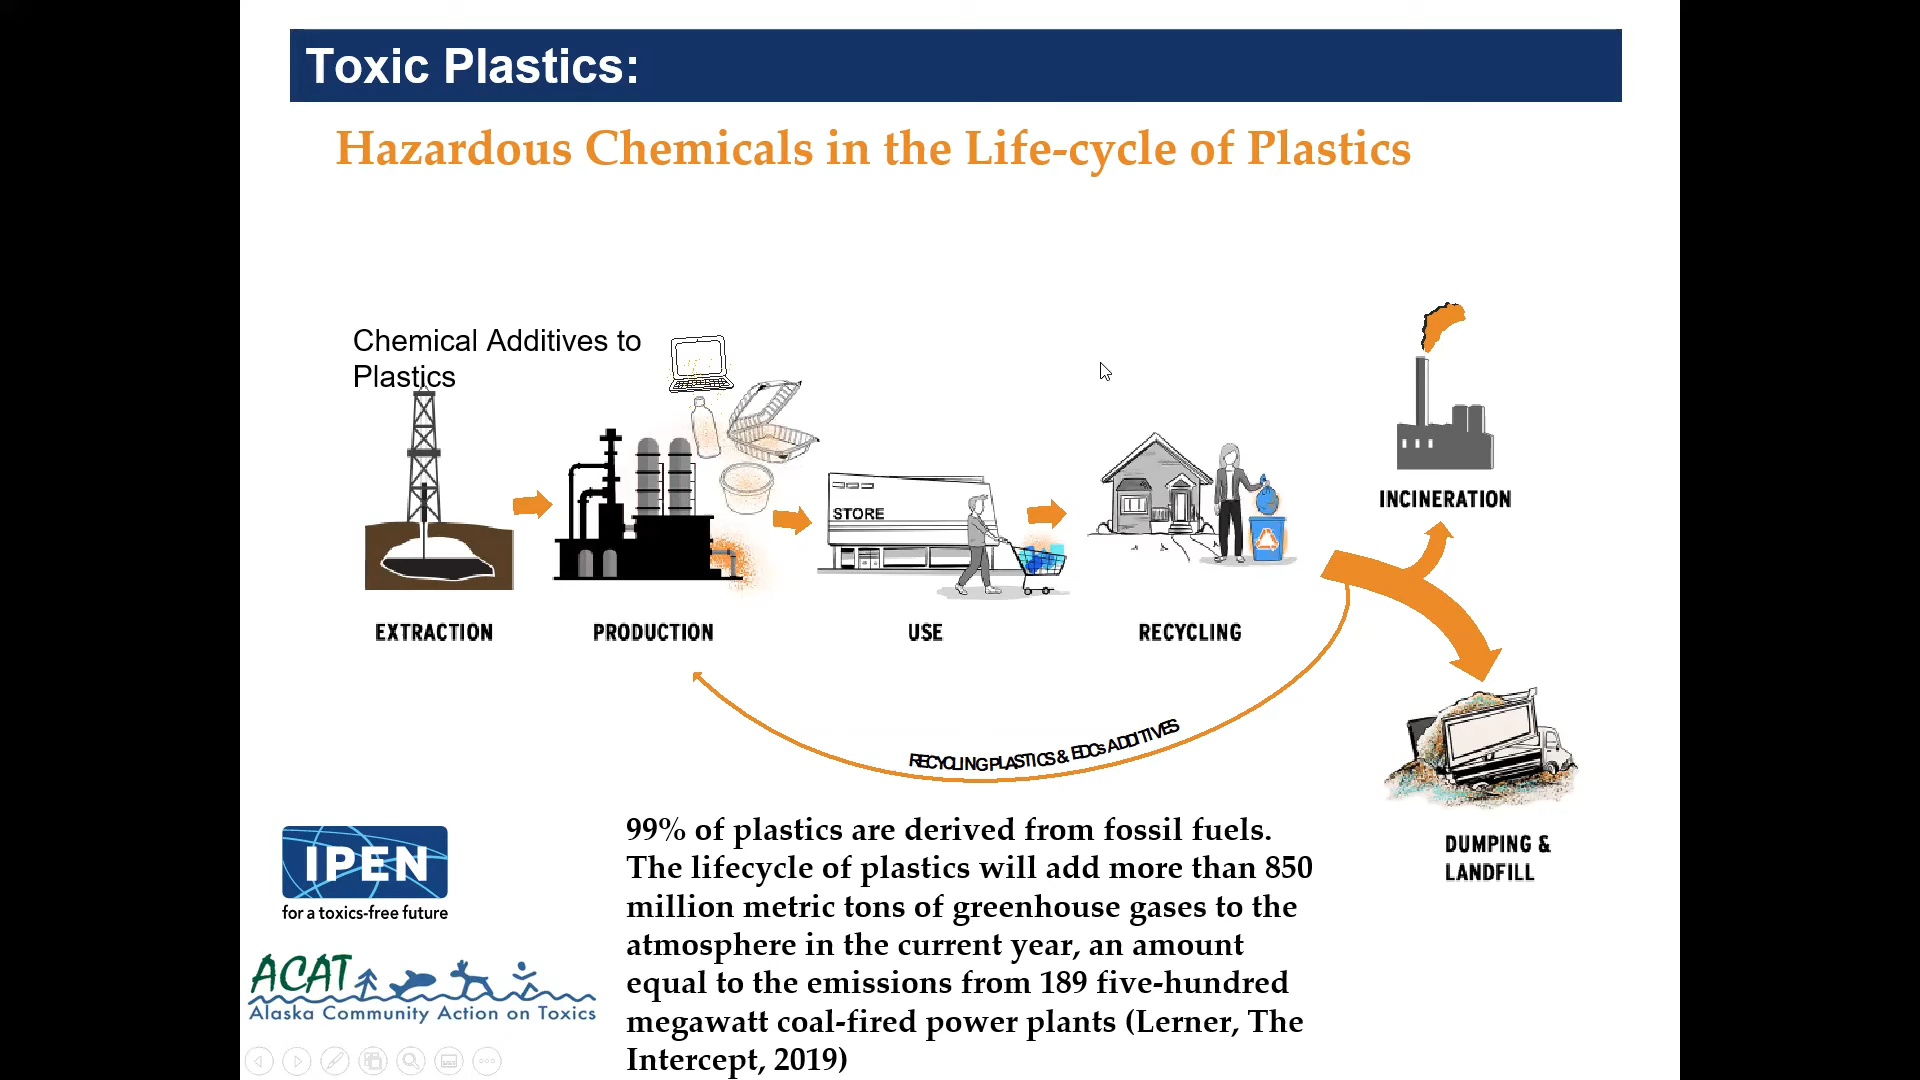 Toxic Plastics:
Hazardous Chemicals in the Life-cycle of Plastics
Chemical Additives to
Plastics
STORE
INCINERATION
EXTRACTION
PRODUCTION
USE
RECYCLING
RECYCLING PLASTICS & EDCs ADDITIVES
DUMPING &
LANDFILL
IPEN
for a toxics-free future
ACAT
Alaska Community Action on Toxics
99% of plastics are derived from fossil fuels.
The lifecycle of plastics will add more than 850
million metric tons of greenhouse gases to the
atmosphere in the current year, an amount
equal to the emissions from 189 five-hundred
megawatt coal-fired power plants (Lerner, The
Intercept, 2019)